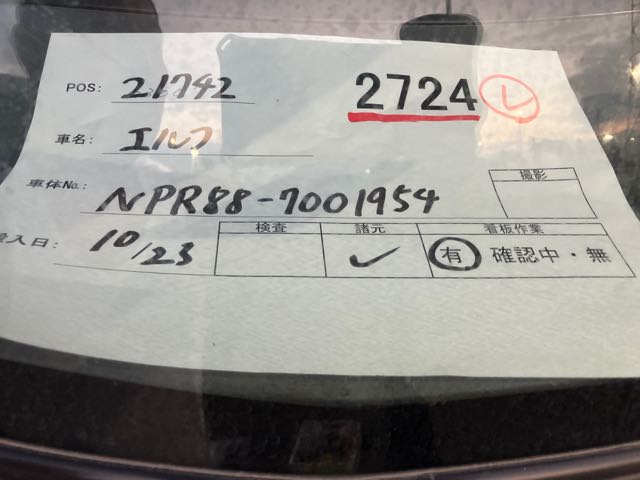 POS: 21742 2724 L
車名: エルフ
車体No.: NPR88-7001954 撮影
入日: 10/23 検査 諸元 看板作業
✓ 有 確認中・無